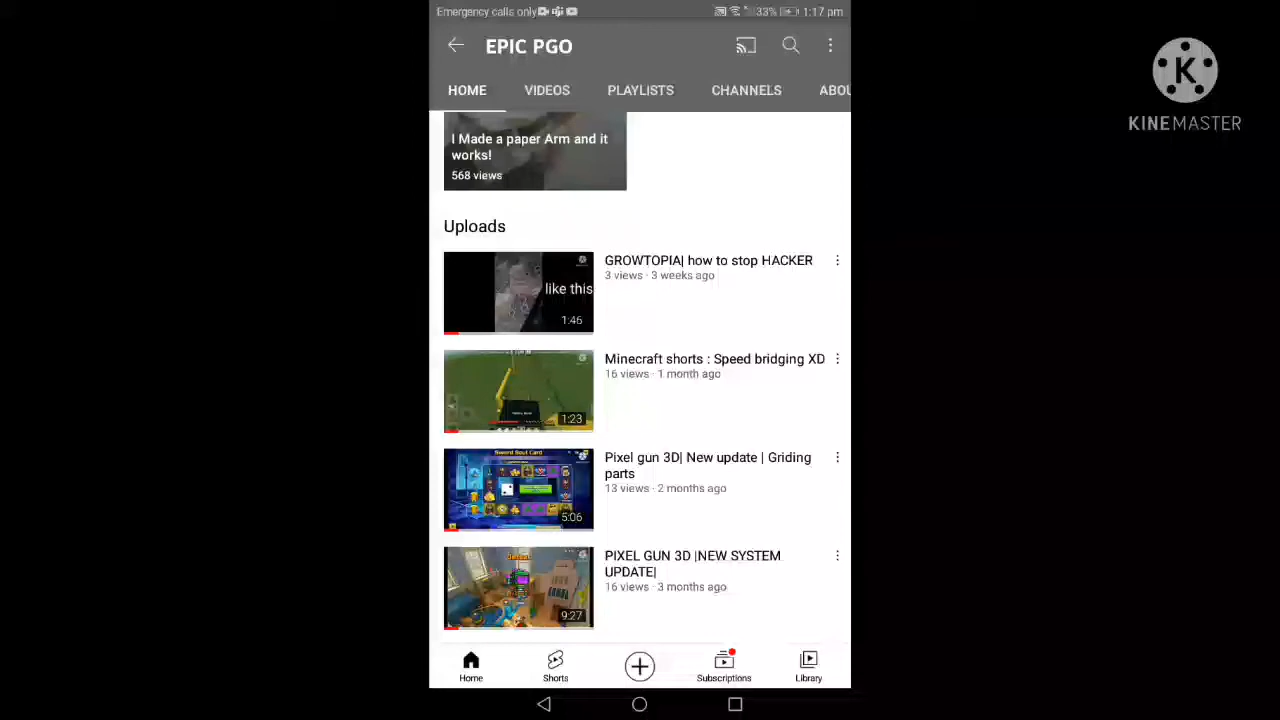 Emergency calls only 33% 1:17 pm
EPIC PGO
HOME VIDEOS PLAYLISTS CHANNELS ABOU
I Made a paper Arm and it
works!
568 views
Uploads
GROWTOPIA| how to stop HACKER
3 views · 3 weeks ago
like this
1:46
Minecraft shorts : Speed bridging XD
16 views · 1 month ago
1:23
Pixel gun 3D| New update | Griding
parts
13 views · 2 months ago
Sword Soul Card
5:06
PIXEL GUN 3D |NEW SYSTEM
UPDATE|
16 views · 3 months ago
9:27
Home Shorts Subscriptions Library
K
KINEMASTER